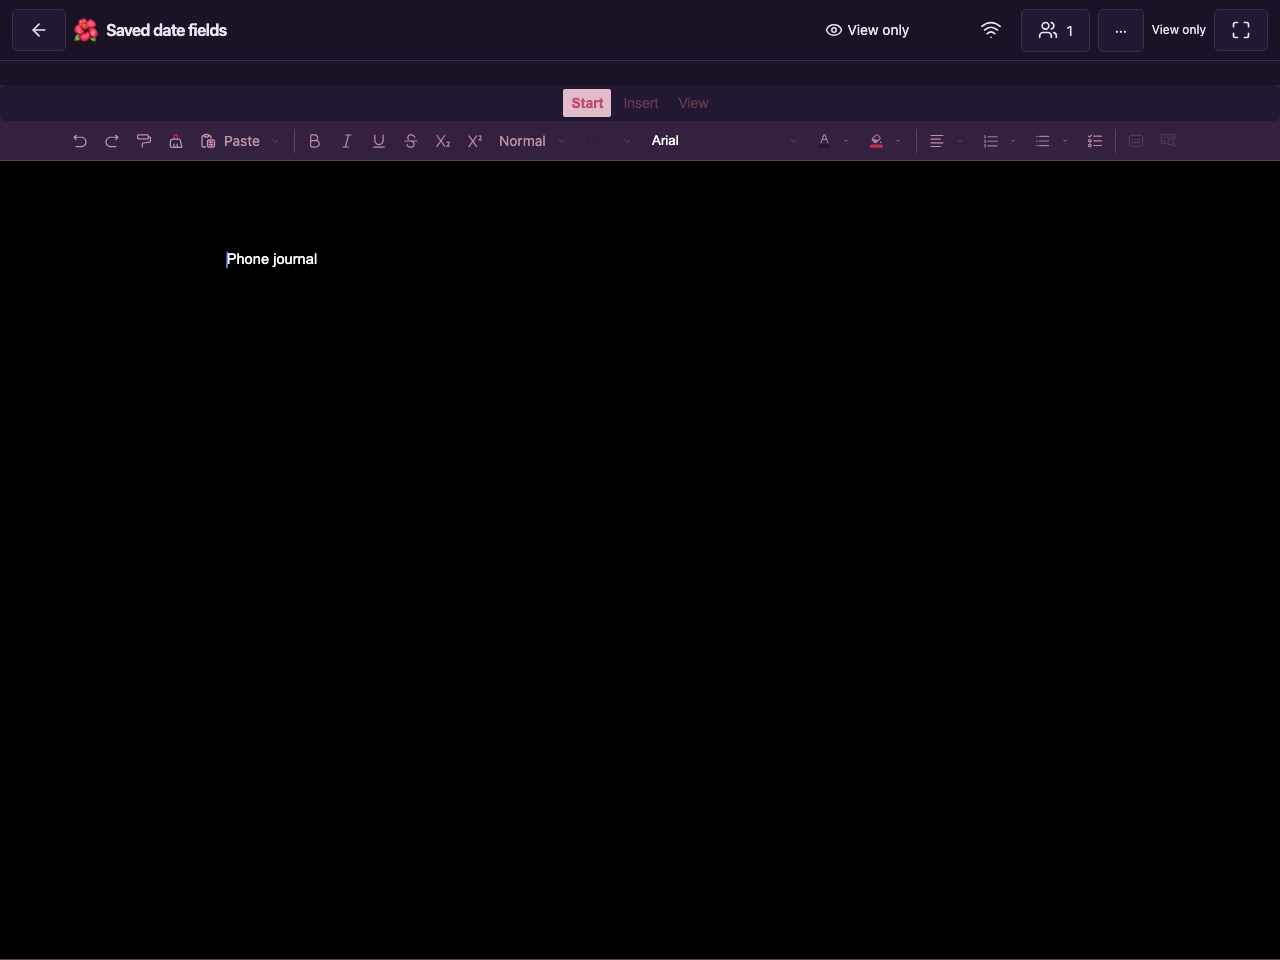 Saved date fields
View only
1
...
View only
Start Insert View
Paste
Normal
Arial
Phone journal